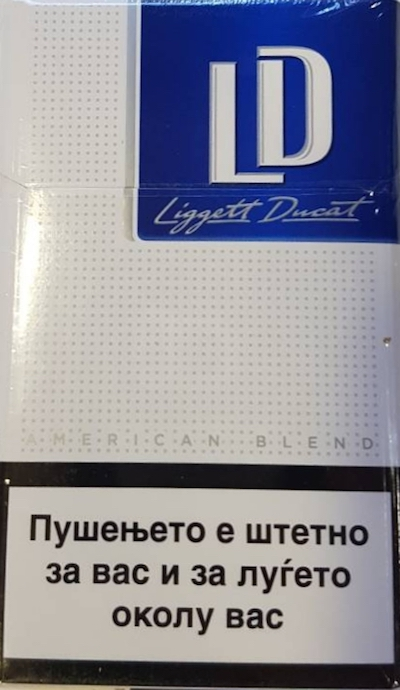 LD
Liggett Ducat
AMERICAN BLEND
Пушењето е штетно
за вас и за луѓето
околу вас